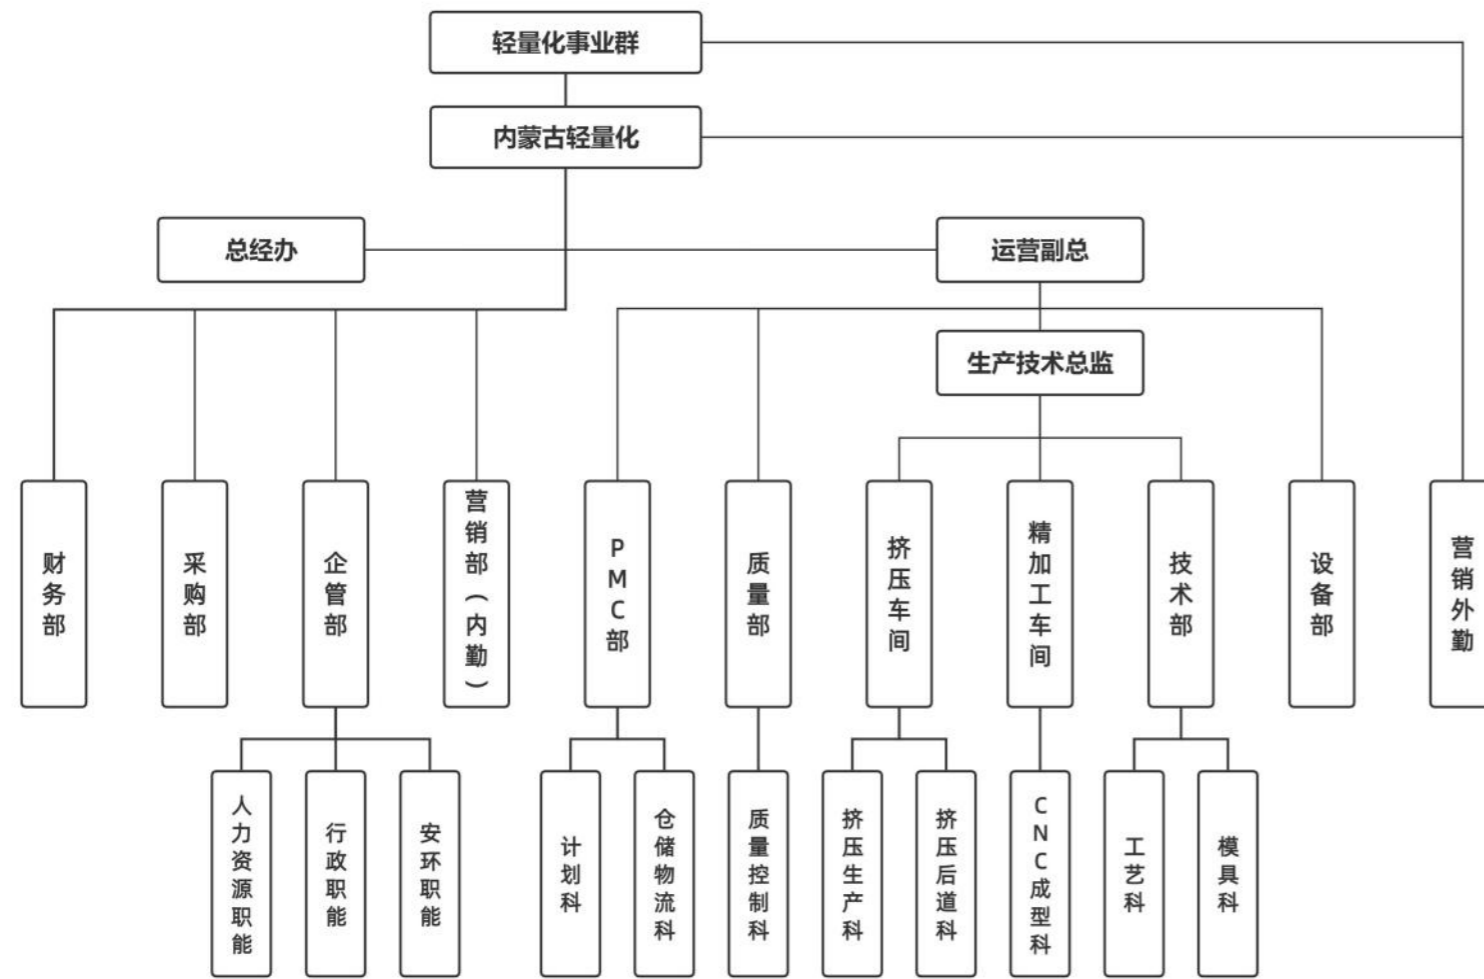 轻量化事业群
内蒙古轻量化
总经办
运营副总
生产技术总监
财务部
采购部
企管部
营销部（内勤）
PMC部
质量部
挤压车间
精加工车间
技术部
设备部
营销外勤
人力资源职能
行政职能
安环职能
计划科
仓储物流科
质量控制科
挤压生产科
挤压后道科
CNC成型科
工艺科
模具科